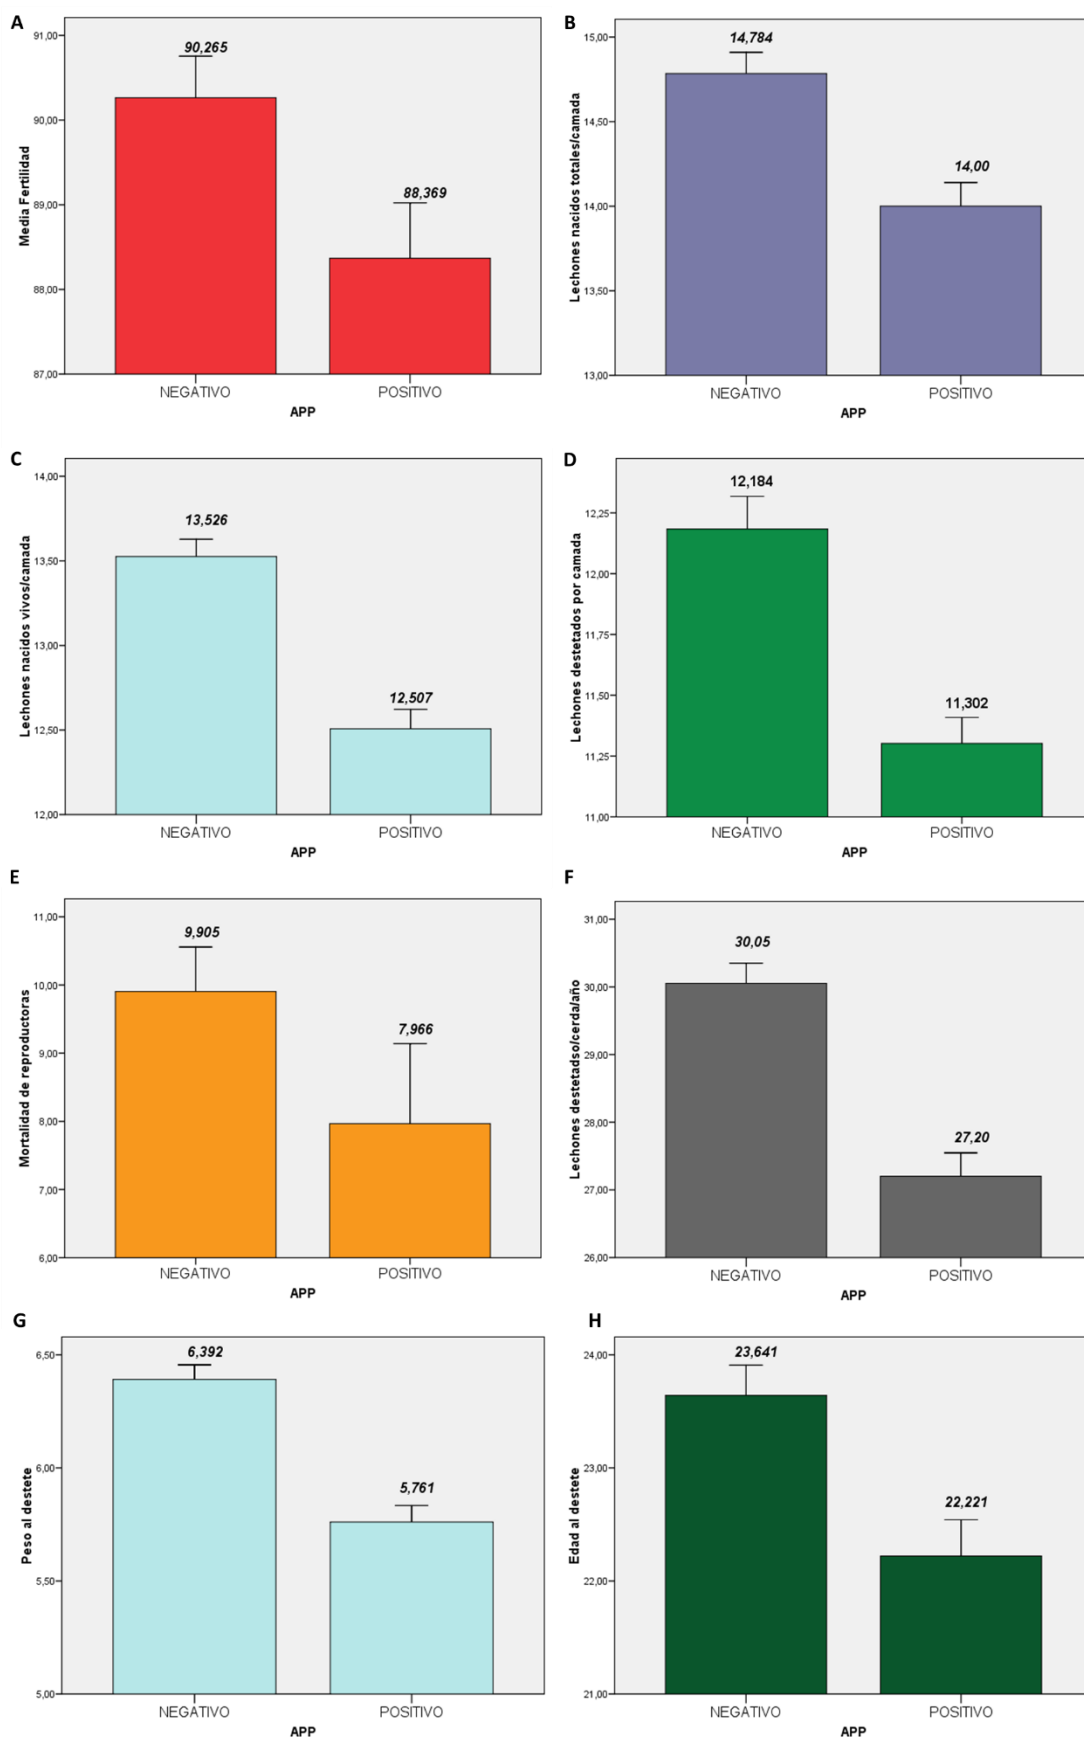 A
Media Fertilidad
91,00
90,00
89,00
88,00
87,00
90,265
88,369
NEGATIVO
POSITIVO
APP
B
Lechones nacidos totales/camada
15,00
14,50
14,00
13,50
13,00
14,784
14,00
NEGATIVO
POSITIVO
APP
C
Lechones nacidos vivos/camada
14,00
13,50
13,00
12,50
12,00
13,526
12,507
NEGATIVO
POSITIVO
APP
D
Lechones destetados por camada
12,25
12,00
11,75
11,50
11,25
11,00
12,184
11,302
NEGATIVO
POSITIVO
APP
E
Mortalidad de reproductoras
11,00
10,00
9,00
8,00
7,00
6,00
9,905
7,966
NEGATIVO
POSITIVO
APP
F
Lechones destetadso/cerda/año
31,00
30,00
29,00
28,00
27,00
26,00
30,05
27,20
NEGATIVO
POSITIVO
APP
G
Peso al destete
6,50
6,00
5,50
5,00
6,392
5,761
NEGATIVO
POSITIVO
APP
H
Edad al destete
24,00
23,00
22,00
21,00
23,641
22,221
NEGATIVO
POSITIVO
APP